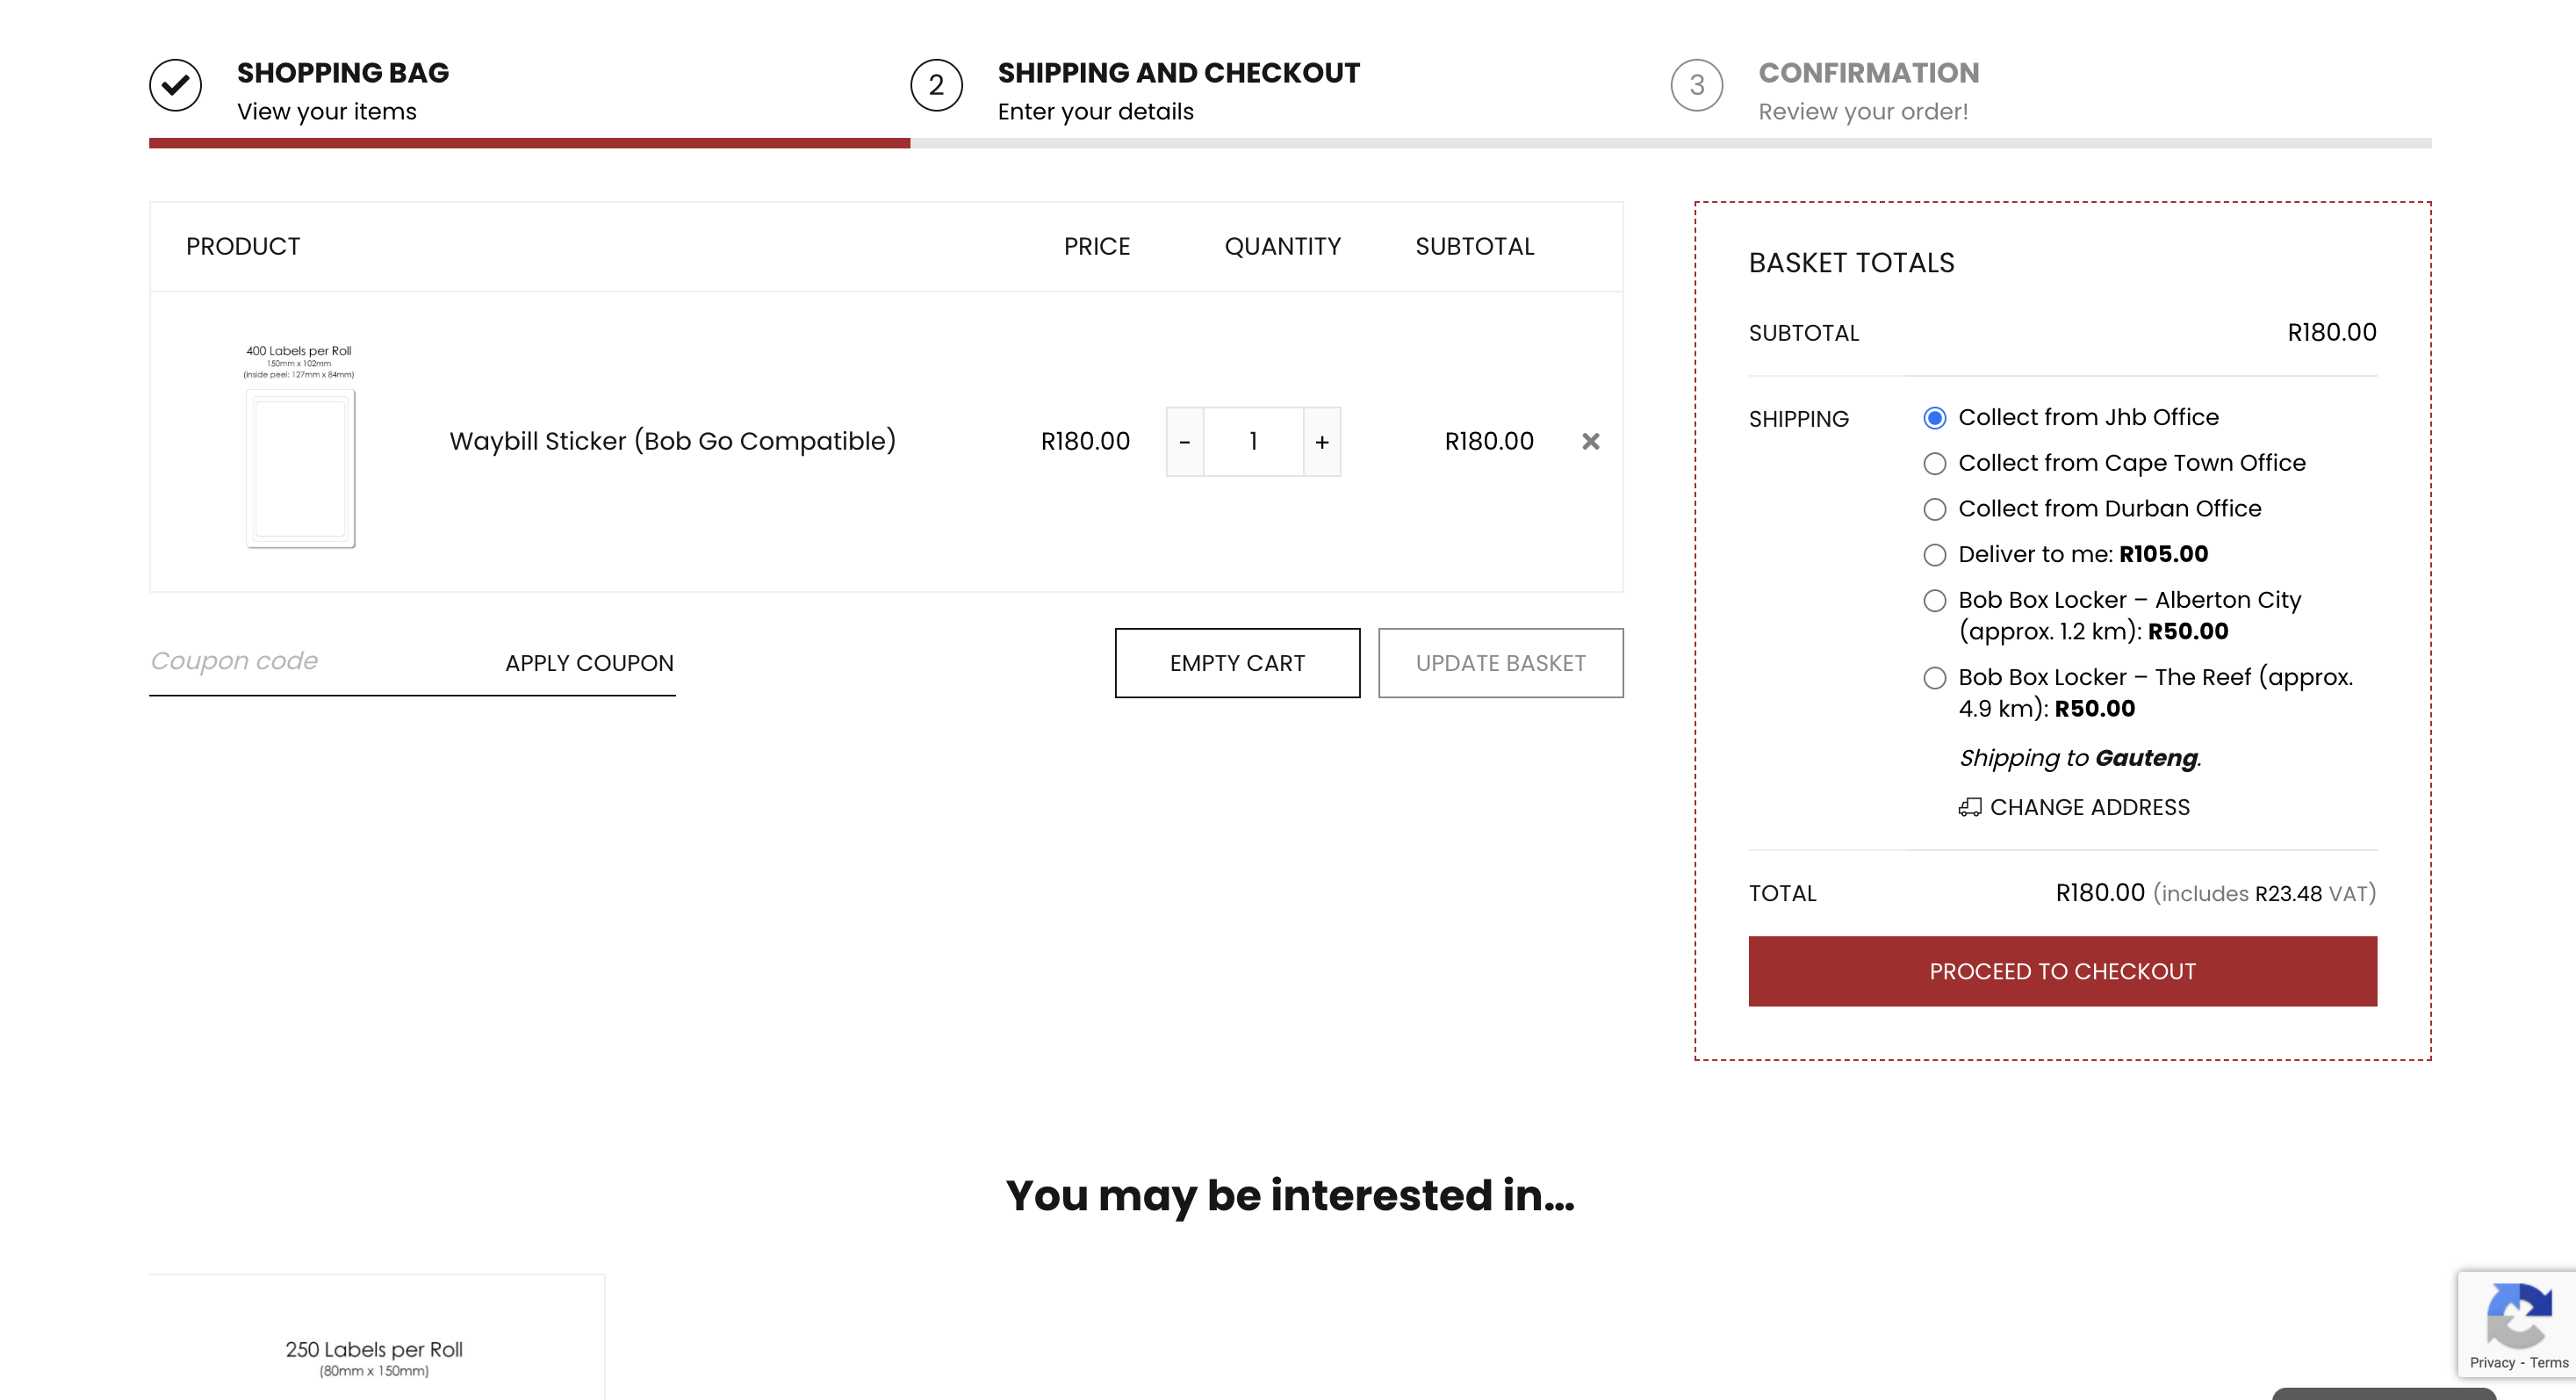 SHOPPING BAG
View your items
2
SHIPPING AND CHECKOUT
Enter your details
3
CONFIRMATION
Review your order!
PRODUCT PRICE QUANTITY SUBTOTAL
400 Labels per Roll
150mm x 102mm
(inside peel: 127mm x 84mm)
Waybill Sticker (Bob Go Compatible) R180.00 - 1 + R180.00 ×
Coupon code APPLY COUPON EMPTY CART UPDATE BASKET
BASKET TOTALS
SUBTOTAL R180.00
SHIPPING
Collect from Jhb Office
Collect from Cape Town Office
Collect from Durban Office
Deliver to me: R105.00
Bob Box Locker – Alberton City
(approx. 1.2 km): R50.00
Bob Box Locker – The Reef (approx.
4.9 km): R50.00
Shipping to Gauteng.
CHANGE ADDRESS
TOTAL R180.00 (includes R23.48 VAT)
PROCEED TO CHECKOUT
You may be interested in...
250 Labels per Roll
(80mm x 150mm)
Privacy - Terms